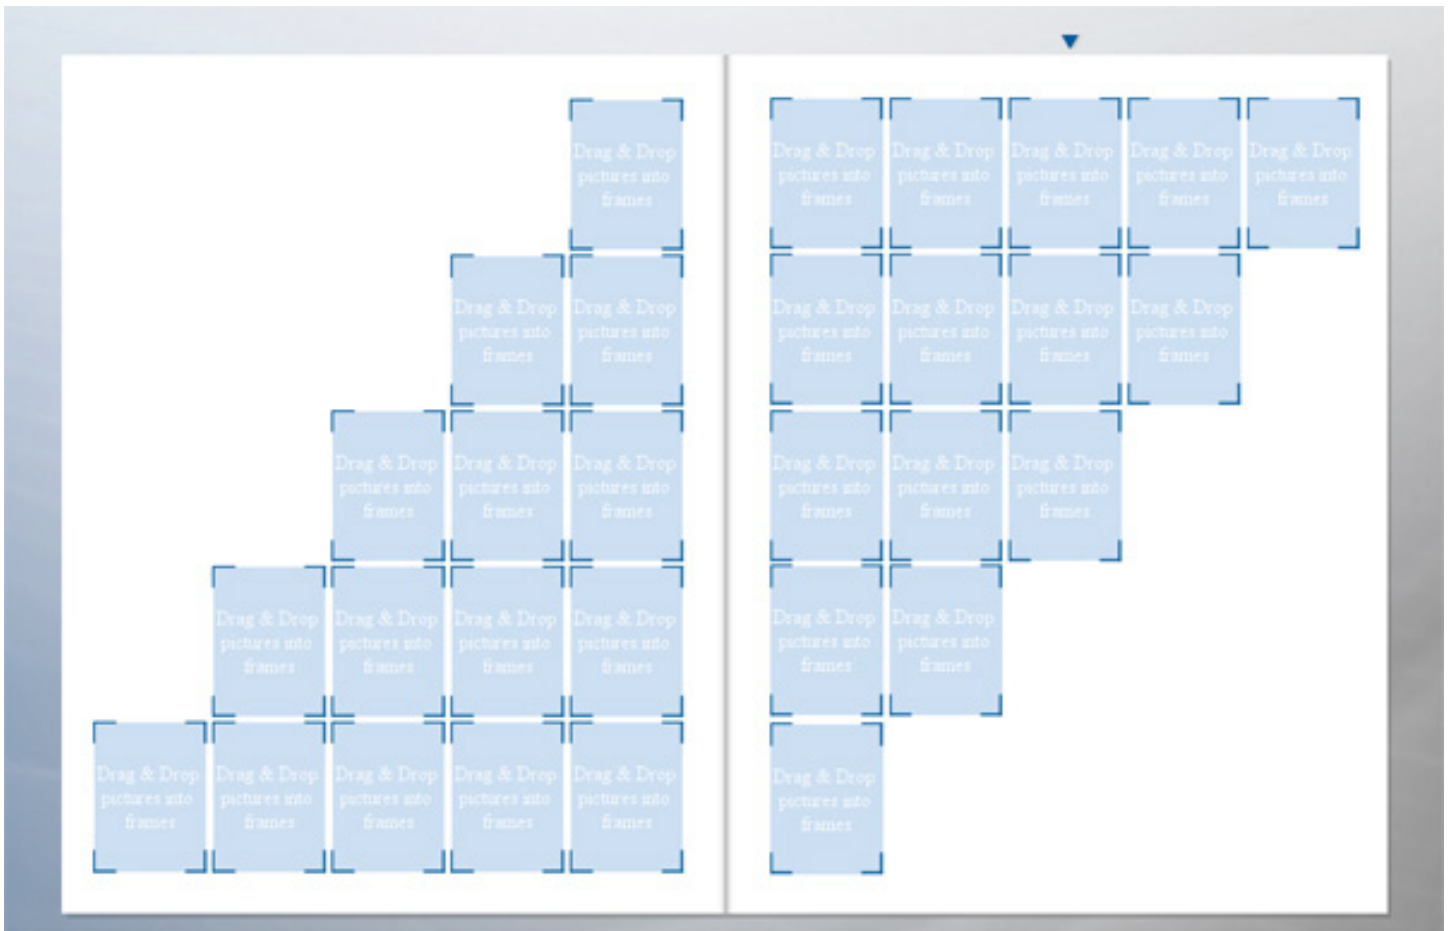 Drag & Drop
pictures into
frames
Drag & Drop
pictures into
frames
Drag & Drop
pictures into
frames
Drag & Drop
pictures into
frames
Drag & Drop
pictures into
frames
Drag & Drop
pictures into
frames
Drag & Drop
pictures into
frames
Drag & Drop
pictures into
frames
Drag & Drop
pictures into
frames
Drag & Drop
pictures into
frames
Drag & Drop
pictures into
frames
Drag & Drop
pictures into
frames
Drag & Drop
pictures into
frames
Drag & Drop
pictures into
frames
Drag & Drop
pictures into
frames
Drag & Drop
pictures into
frames
Drag & Drop
pictures into
frames
Drag & Drop
pictures into
frames
Drag & Drop
pictures into
frames
Drag & Drop
pictures into
frames
Drag & Drop
pictures into
frames
Drag & Drop
pictures into
frames
Drag & Drop
pictures into
frames
Drag & Drop
pictures into
frames
Drag & Drop
pictures into
frames
Drag & Drop
pictures into
frames
Drag & Drop
pictures into
frames
Drag & Drop
pictures into
frames
Drag & Drop
pictures into
frames
Drag & Drop
pictures into
frames